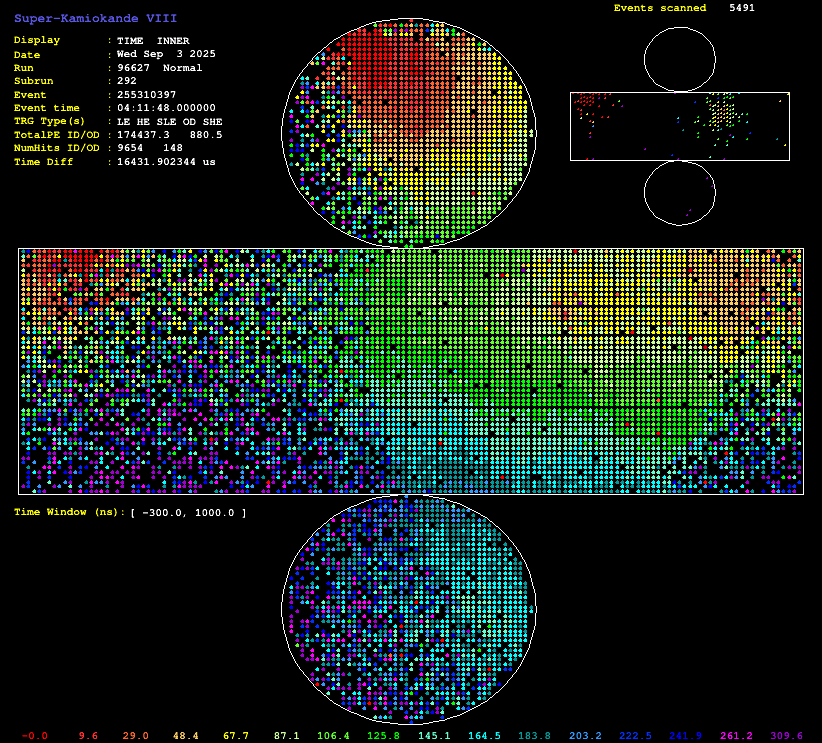 Super-Kamiokande VIII
Display : TIME INNER
Date : Wed Sep 3 2025
Run : 96627 Normal
Subrun : 292
Event : 255310397
Event time : 04:11:48.000000
TRG Type(s) : LE HE SLE OD SHE
TotalPE ID/OD : 174437.3 880.5
NumHits ID/OD : 9654 148
Time Diff : 16431.902344 us
Events scanned 5491
Time Window (ns): [ -300.0, 1000.0 ]
-0.0 9.6 29.0 48.4 67.7 87.1 106.4 125.8 145.1 164.5 183.8 203.2 222.5 241.9 261.2 309.6